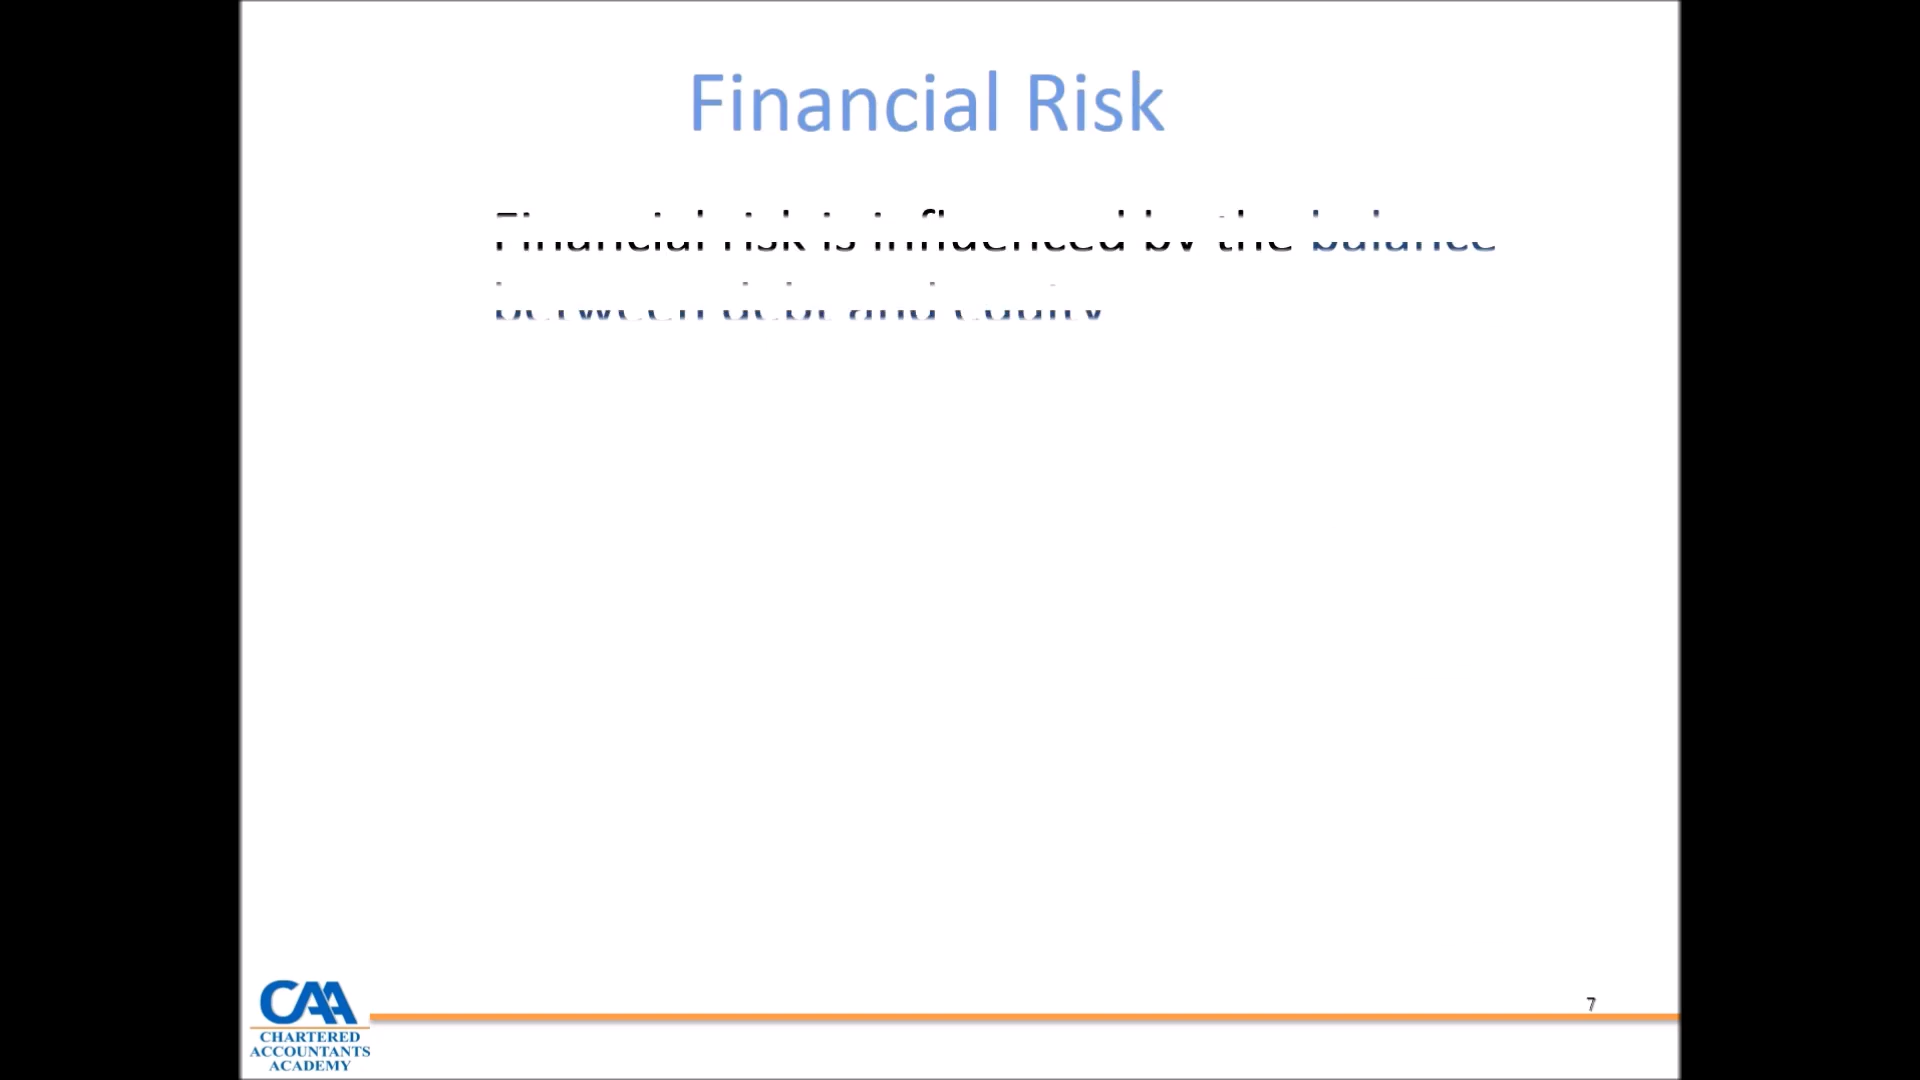 Financial Risk
Financial risk is influenced by the balance
between debt and equity
7
CAA
CHARTERED
ACCOUNTANTS
ACADEMY